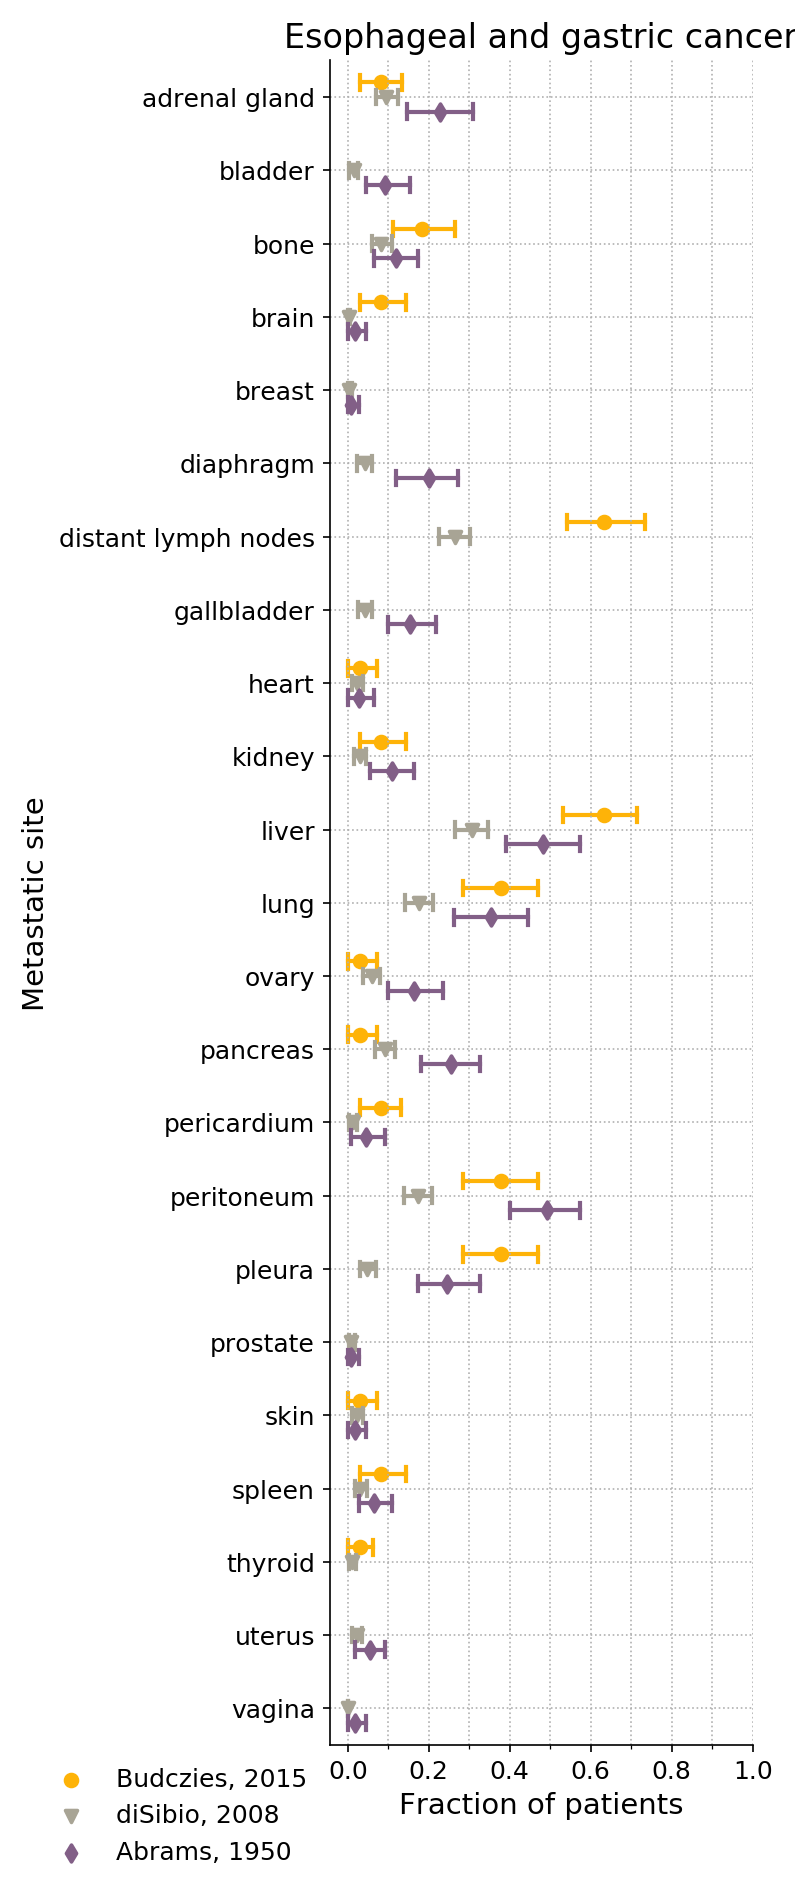 Esophageal and gastric cancer
adrenal gland
bladder
bone
brain
breast
diaphragm
distant lymph nodes
gallbladder
heart
kidney
liver
lung
ovary
pancreas
pericardium
peritoneum
pleura
prostate
skin
spleen
thyroid
uterus
vagina
Metastatic site
0.0 0.2 0.4 0.6 0.8 1.0
Fraction of patients
Budczies, 2015
diSibio, 2008
Abrams, 1950